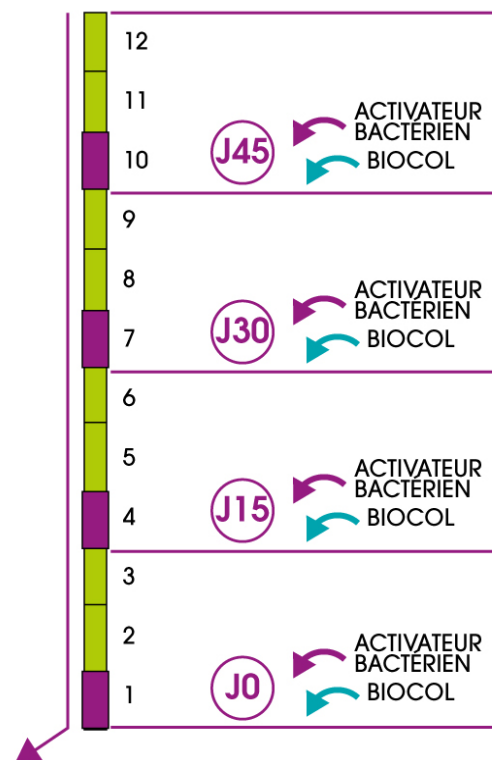 12
11
ACTIVATEUR
BACTÉRIEN
J45
10
BIOCOL
9
8
ACTIVATEUR
BACTÉRIEN
J30
7
BIOCOL
6
5
ACTIVATEUR
BACTÉRIEN
J15
4
BIOCOL
3
2
ACTIVATEUR
BACTÉRIEN
J0
1
BIOCOL